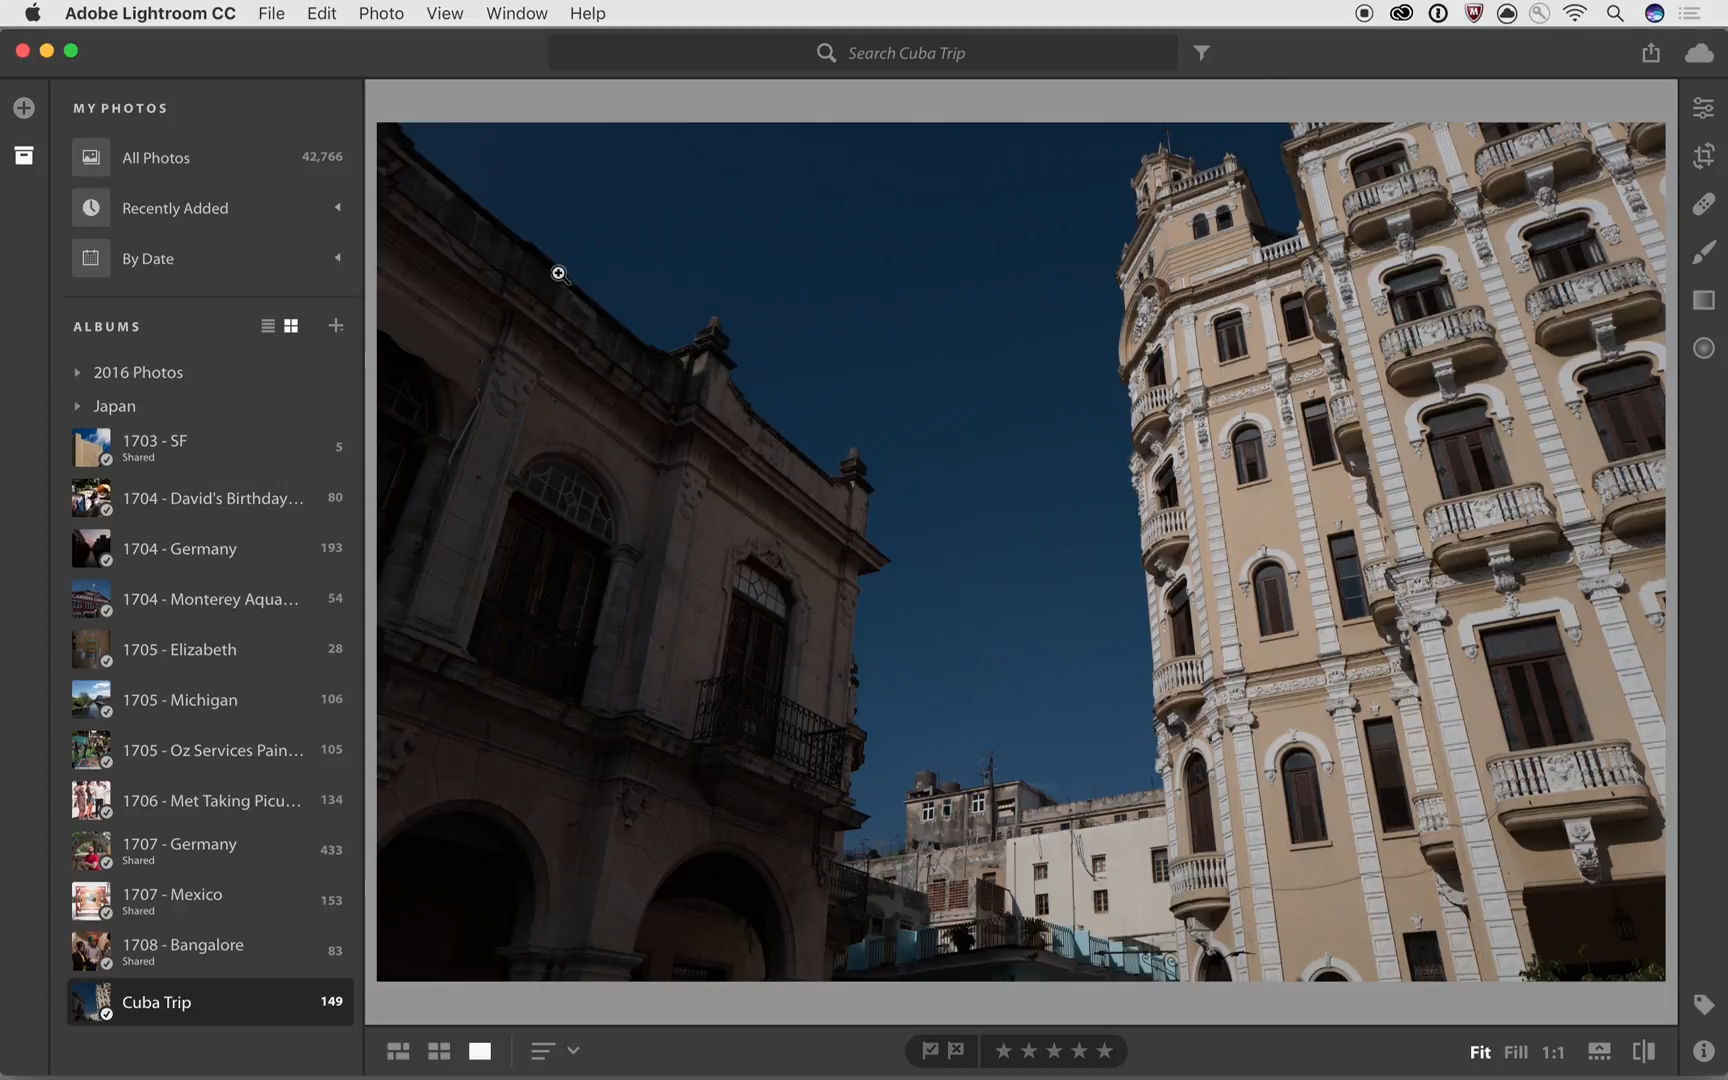 Adobe Lightroom CC File Edit Photo View Window Help
Search Cuba Trip
MY PHOTOS
All Photos 42,766
Recently Added
By Date
ALBUMS
2016 Photos
Japan
1703 - SF 5
Shared
1704 - David's Birthday... 80
1704 - Germany 193
1704 - Monterey Aqua... 54
1705 - Elizabeth 28
1705 - Michigan 106
1705 - Oz Services Pain... 105
1706 - Met Taking Picu... 134
1707 - Germany 433
Shared
1707 - Mexico 153
Shared
1708 - Bangalore 83
Shared
Cuba Trip 149
Fit Fill 1:1